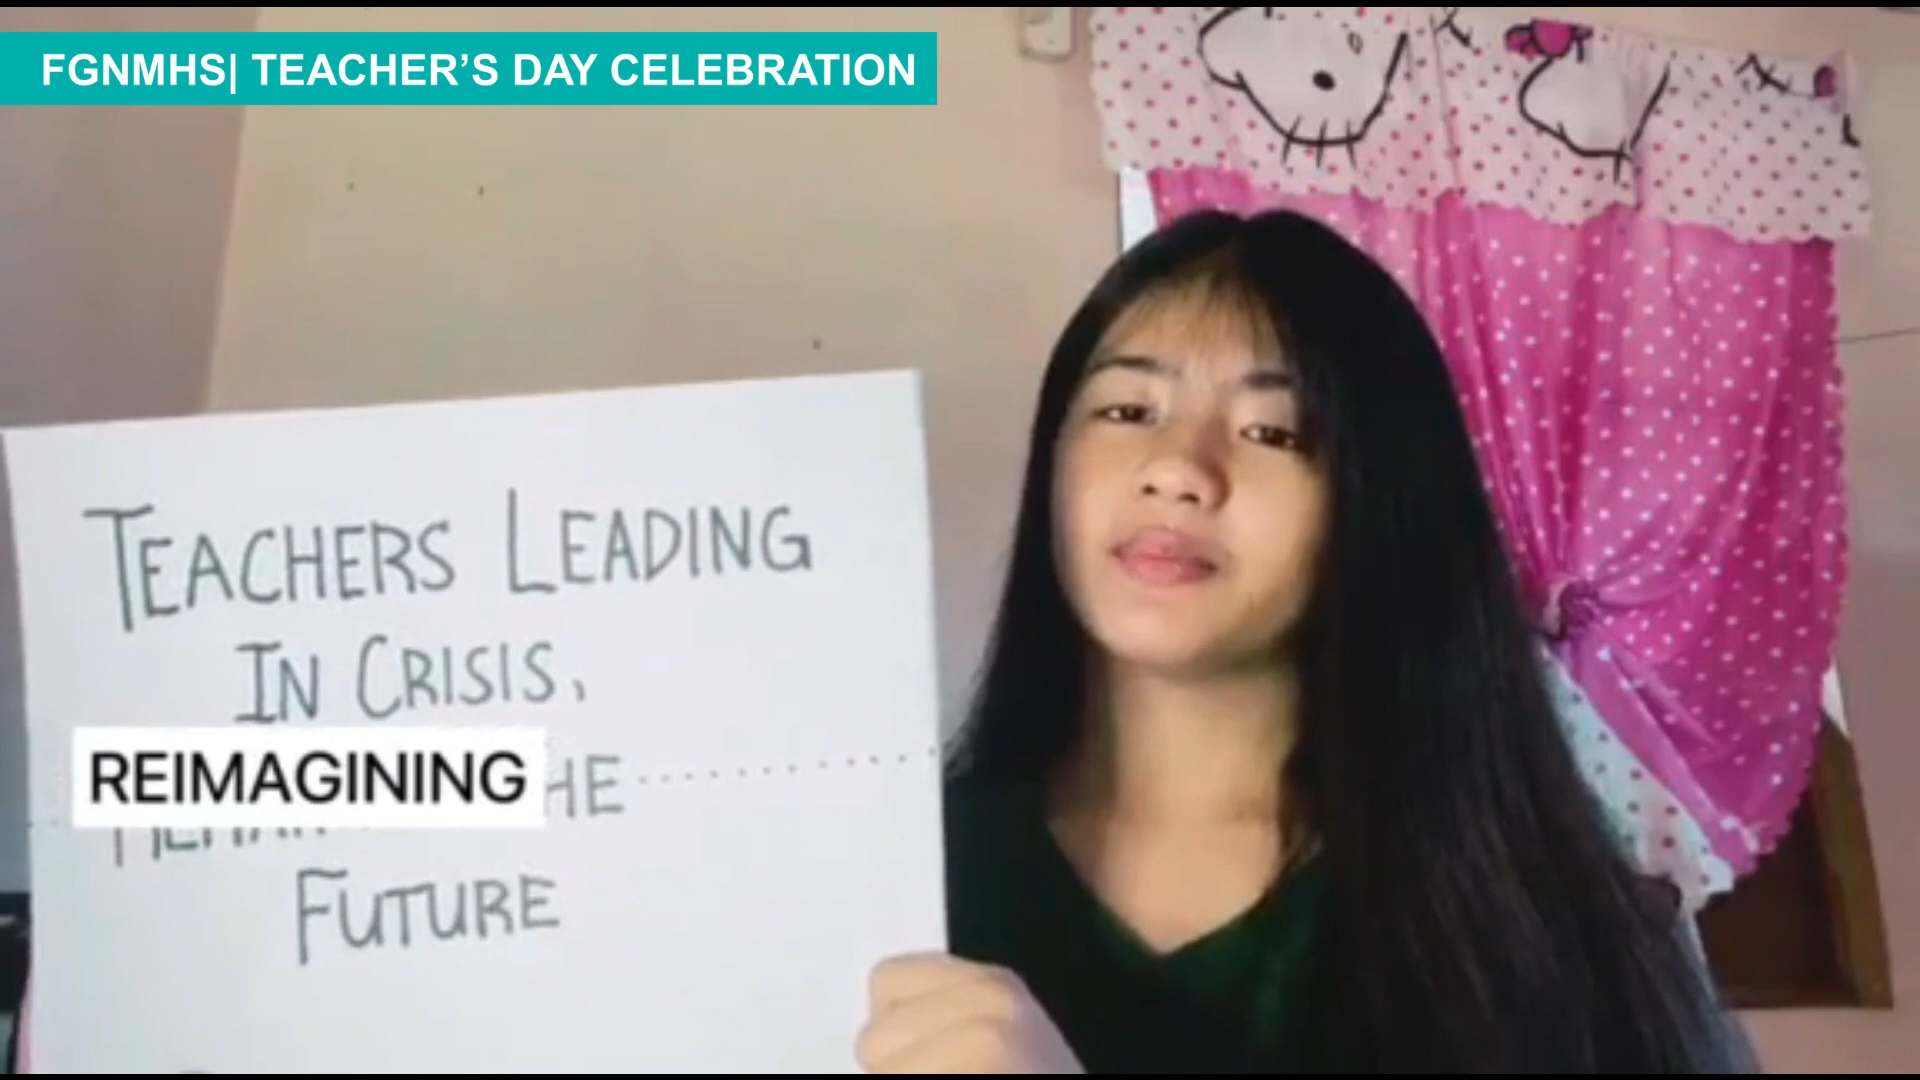 FGNMHS| TEACHER’S DAY CELEBRATION
TEACHERS LEADING
IN CRISIS,
REIMAGINING
FUTURE